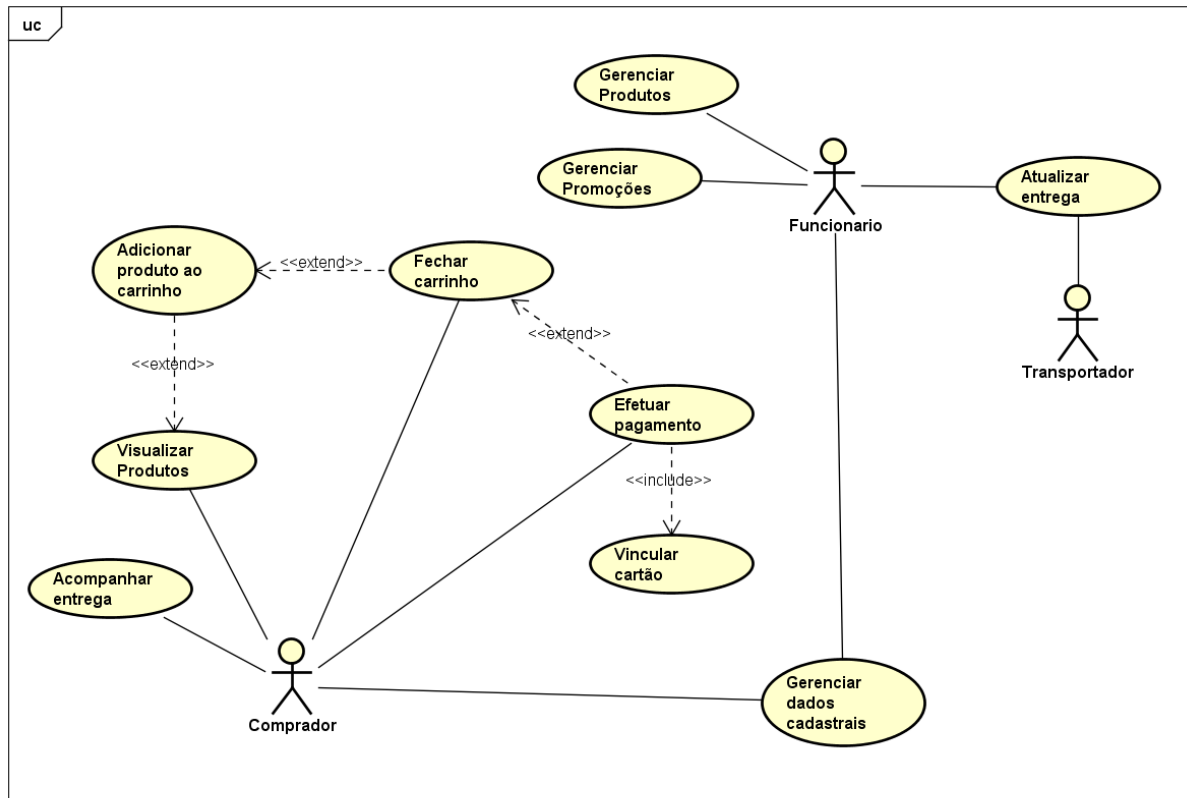 uc
Gerenciar
Produtos
Gerenciar
Promoções
Funcionario
Atualizar
entrega
Transportador
Adicionar
produto ao
carrinho
<<extend>>
Fechar
carrinho
<<extend>>
<<extend>>
Efetuar
pagamento
Visualizar
Produtos
<<include>>
Vincular
cartão
Acompanhar
entrega
Comprador
Gerenciar
dados
cadastrais